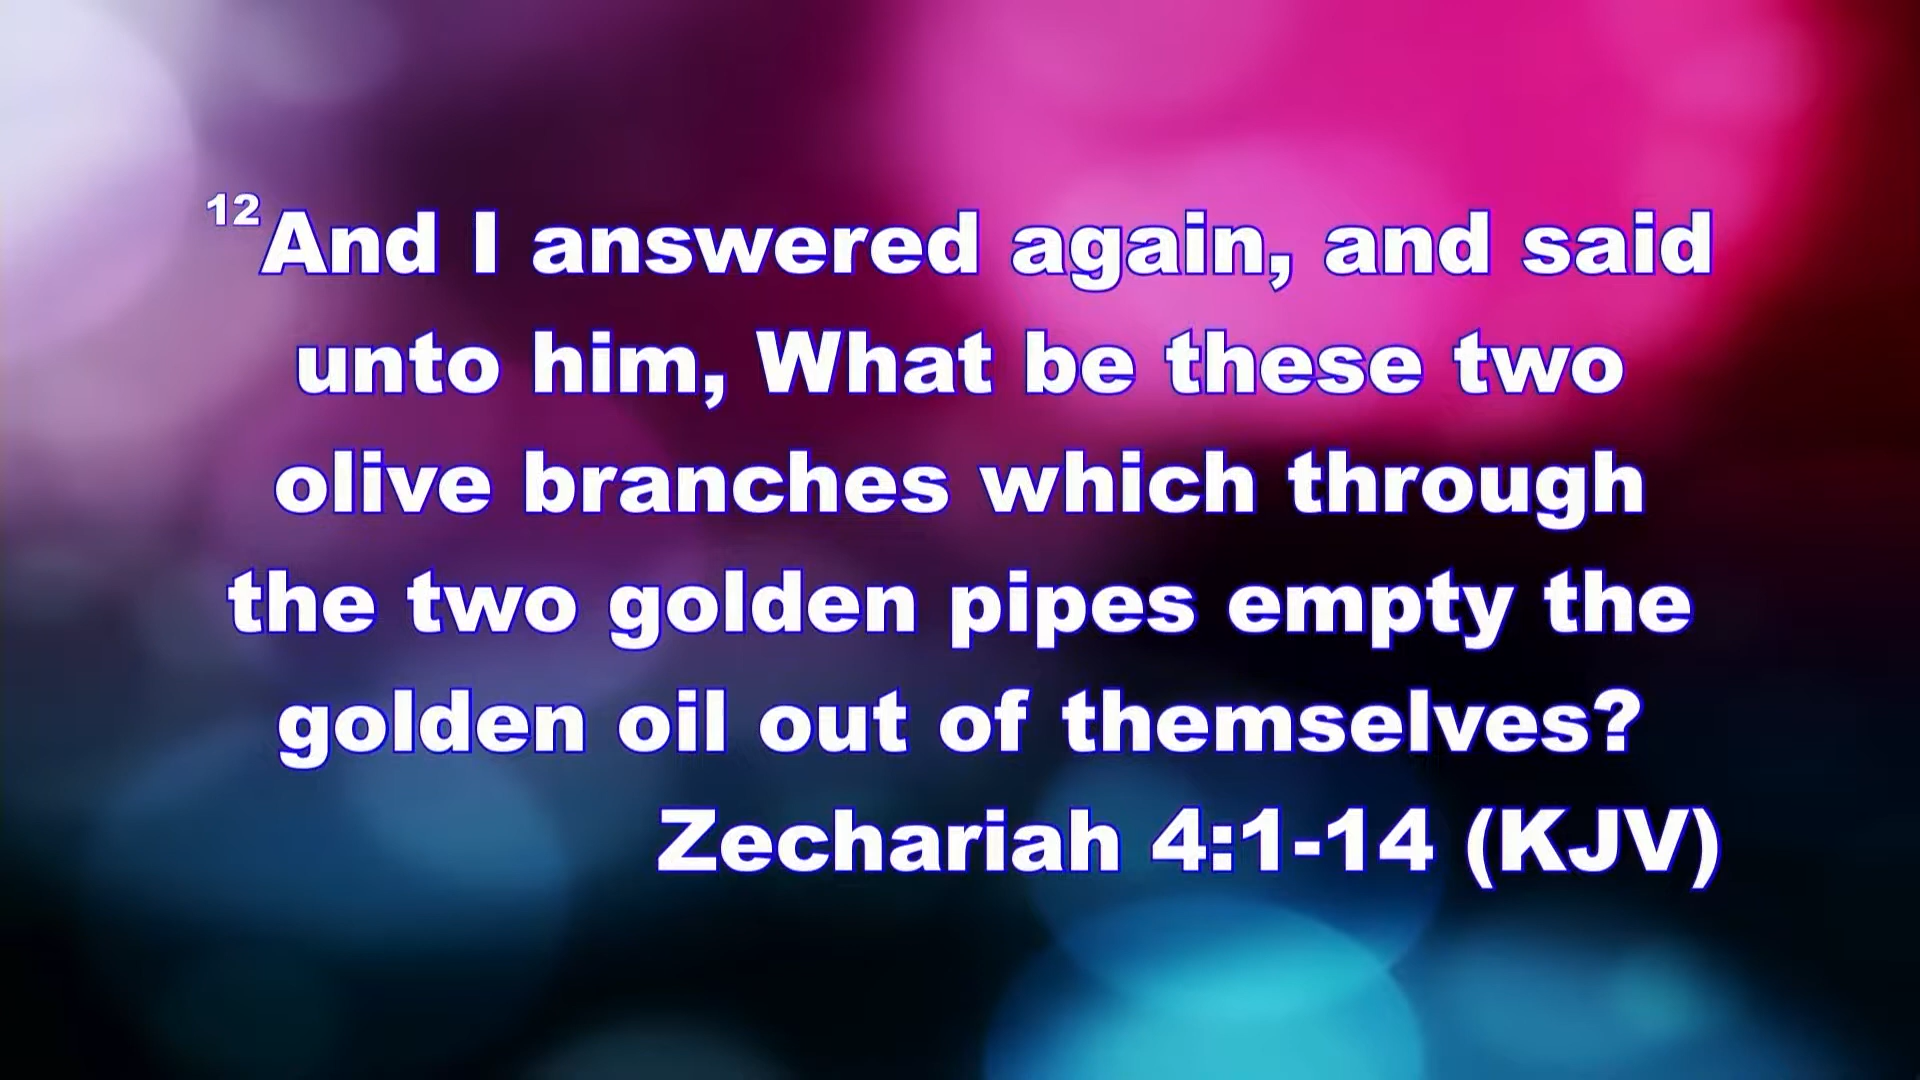 12And I answered again, and said
unto him, What be these two
olive branches which through
the two golden pipes empty the
golden oil out of themselves?
Zechariah 4:1-14 (KJV)